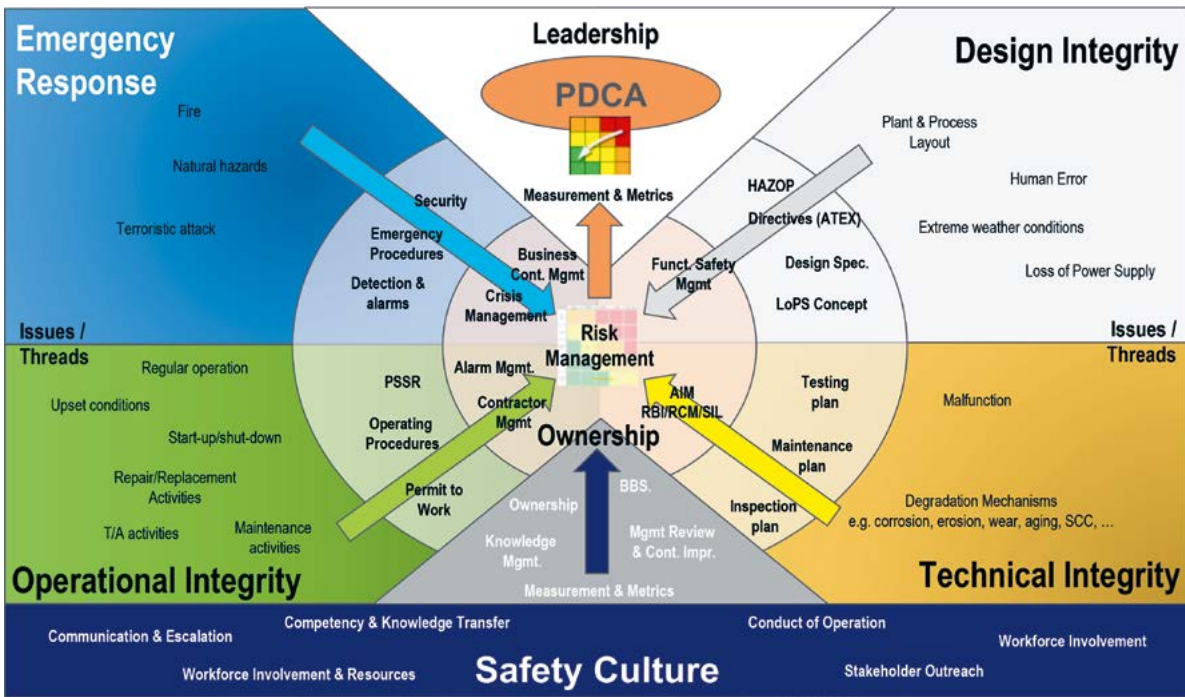 Emergency
Response
Fire
Natural hazards
Terroristic attack
Issues /
Threads
Leadership
PDCA
Measurement & Metrics
Design Integrity
Plant & Process
Layout
Human Error
Extreme weather conditions
Loss of Power Supply
Issues /
Threads
Security
Emergency
Procedures
Detection &
alarms
Business
Cont. Mgmt
Crisis
Management
HAZOP
Directives (ATEX)
Funct. Safety
Mgmt
Design Spec.
LoPS Concept
Risk
Management
Regular operation
Upset conditions
Start-up/shut-down
Repair/Replacement
Activities
T/A activities
Maintenance
activities
Operational Integrity
PSSR
Operating
Procedures
Permit to
Work
Alarm Mgmt.
Contractor
Mgmt
Ownership
AIM
RBI/RCM/SIL
Testing
plan
Maintenance
plan
Inspection
plan
Malfunction
Degradation Mechanisms
e.g. corrosion, erosion, wear, aging, SCC, ...
Technical Integrity
BBS.
Ownership
Knowledge
Mgmt.
Mgmt Review
& Cont. Impr.
Measurement & Metrics
Communication & Escalation
Competency & Knowledge Transfer
Conduct of Operation
Workforce Involvement
Workforce Involvement & Resources
Safety Culture
Stakeholder Outreach